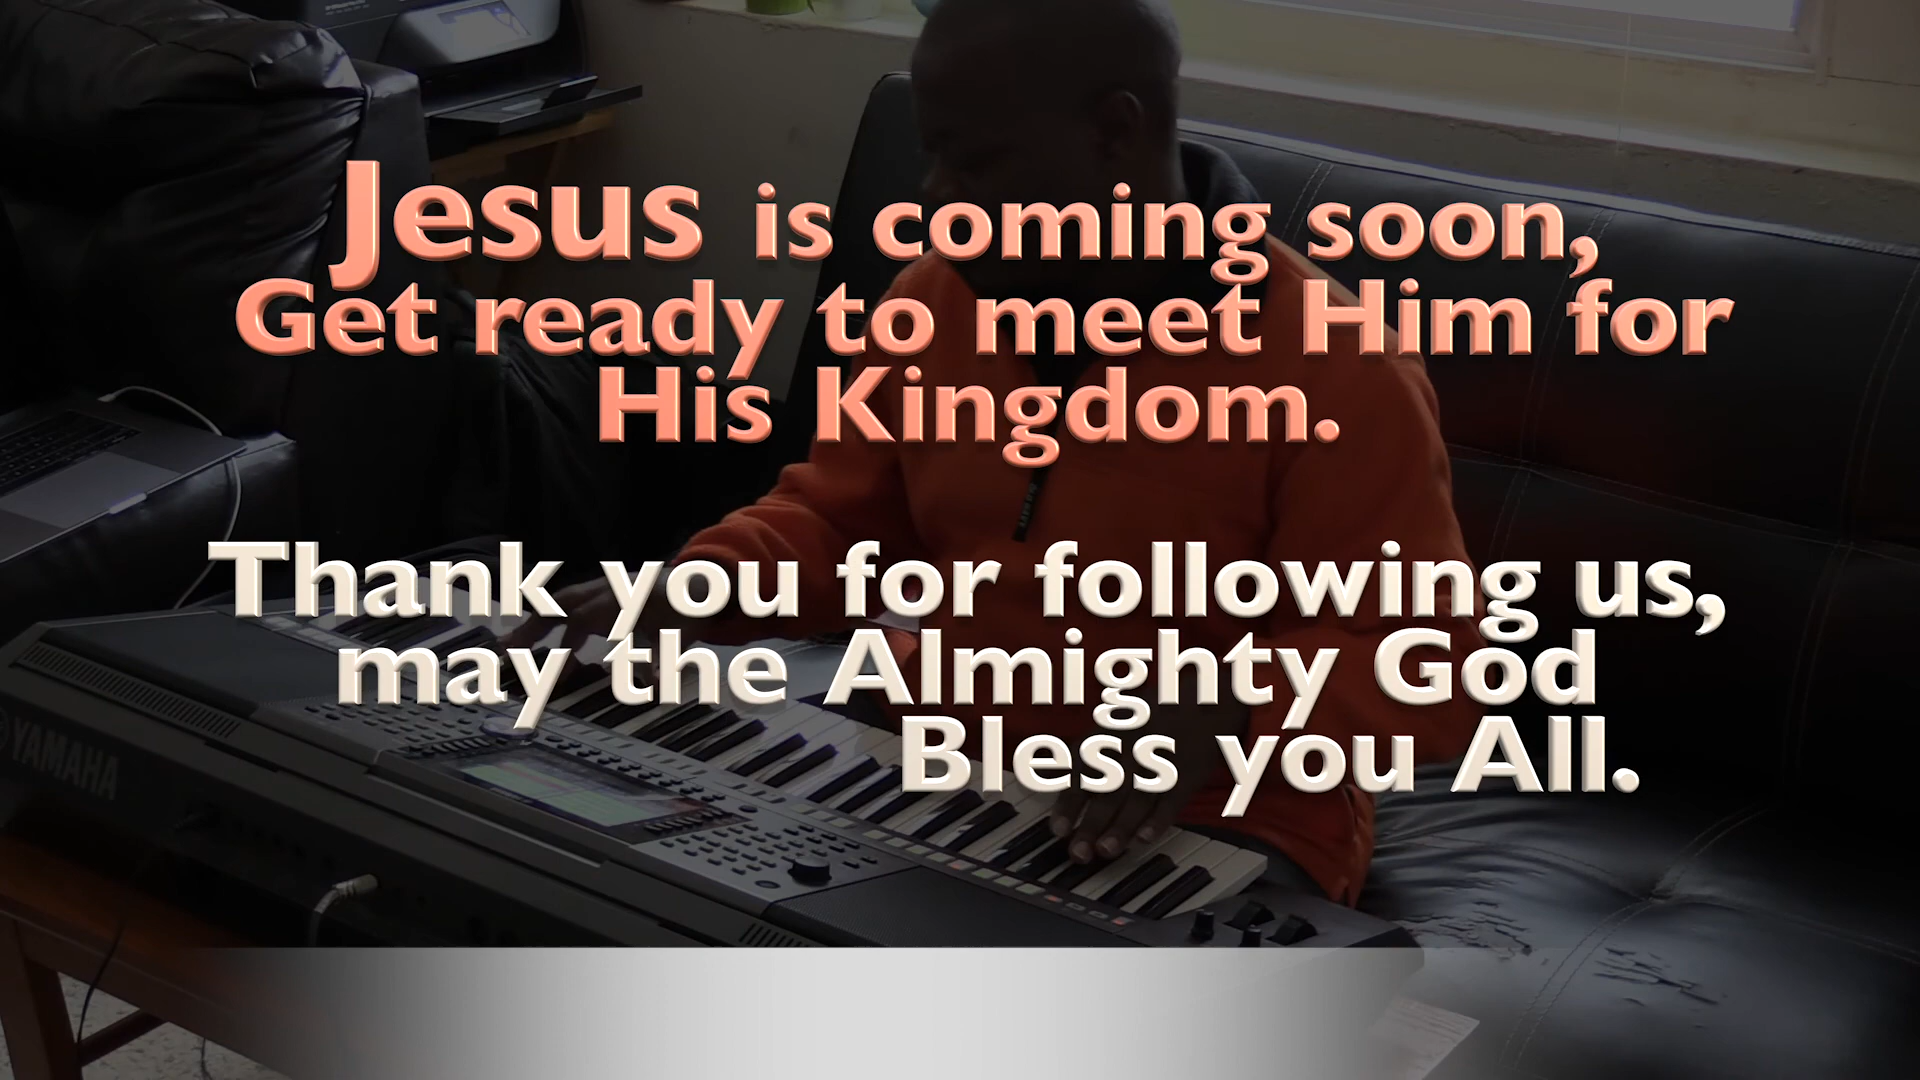 Jesus is coming soon,
Get ready to meet Him for
His Kingdom.
Thank you for following us,
may the Almighty God
Bless you All.
YAMAHA